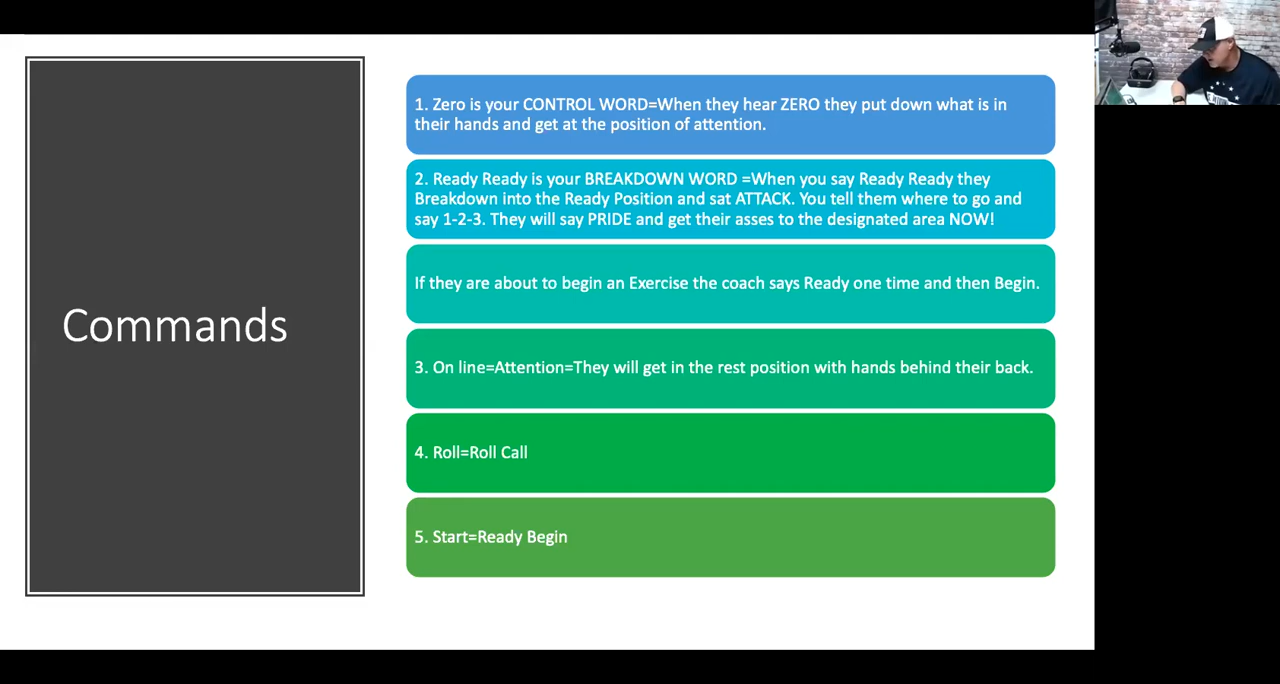 Commands
1. Zero is your CONTROL WORD=When they hear ZERO they put down what is in
their hands and get at the position of attention.
2. Ready Ready is your BREAKDOWN WORD =When you say Ready Ready they
Breakdown into the Ready Position and sat ATTACK. You tell them where to go and
say 1-2-3. They will say PRIDE and get their asses to the designated area NOW!
If they are about to begin an Exercise the coach says Ready one time and then Begin.
3. On line=Attention=They will get in the rest position with hands behind their back.
4. Roll=Roll Call
5. Start=Ready Begin